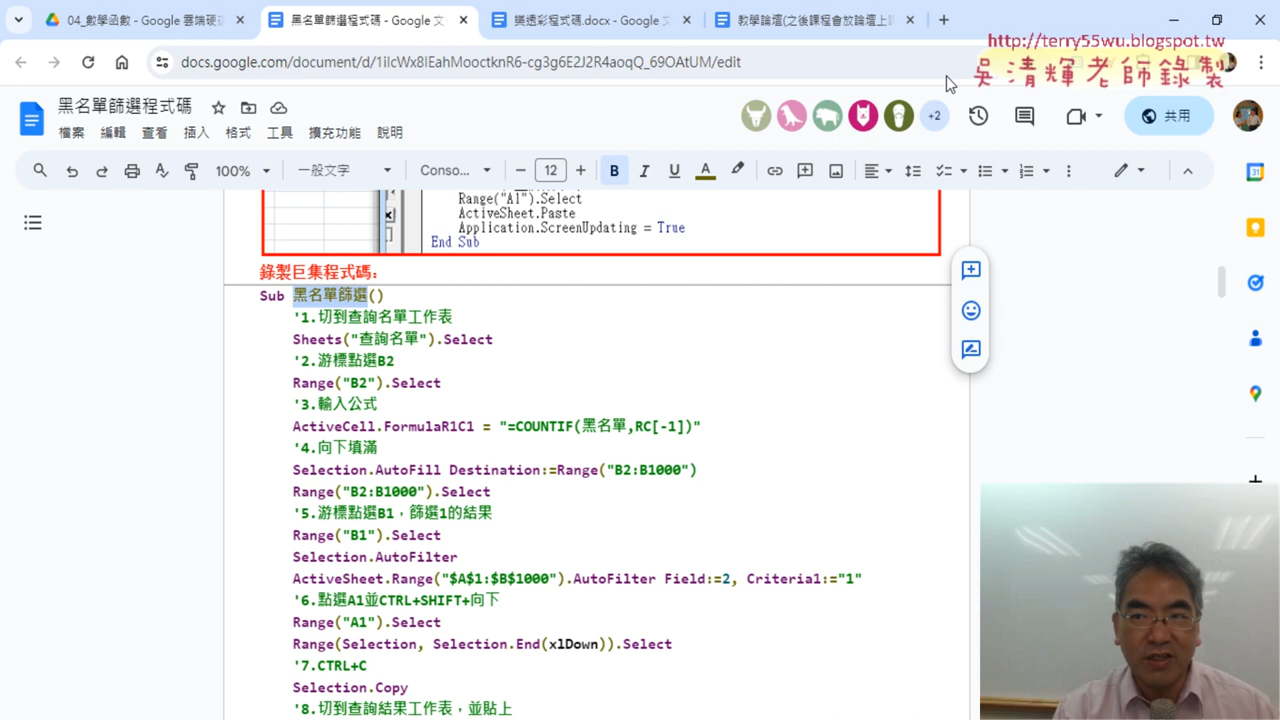 04_數學函數 - Google 雲端硬
黑名單篩選程式碼 - Google 文
樂透彩程式碼.docx - Google 文
教學論壇(之後課程會放論壇上課
http://terry55wu.blogspot.tw
docs.google.com/document/d/1iIcWx8IEahMooctknR6-cg3g6E2J2R4aoqQ_69OAtUM/edit
吳清輝老師錄製
黑名單篩選程式碼
+2
共用
檔案 編輯 查看 插入 格式 工具 擴充功能 說明
100% 一般文字 Conso... 12 B I U A
Range("A1").Select
ActiveSheet.Paste
Application.ScreenUpdating = True
End Sub
錄製巨集程式碼：
Sub 黑名單篩選()
'1.切到查詢名單工作表
Sheets("查詢名單").Select
'2.游標點選B2
Range("B2").Select
'3.輸入公式
ActiveCell.FormulaR1C1 = "=COUNTIF(黑名單,RC[-1])"
'4.向下填滿
Selection.AutoFill Destination:=Range("B2:B1000")
Range("B2:B1000").Select
'5.游標點選B1，篩選1的結果
Range("B1").Select
Selection.AutoFilter
ActiveSheet.Range("$A$1:$B$1000").AutoFilter Field:=2, Criteria1:="1"
'6.點選A1並CTRL+SHIFT+向下
Range("A1").Select
Range(Selection, Selection.End(xlDown)).Select
'7.CTRL+C
Selection.Copy
'8.切到查詢結果工作表，並貼上